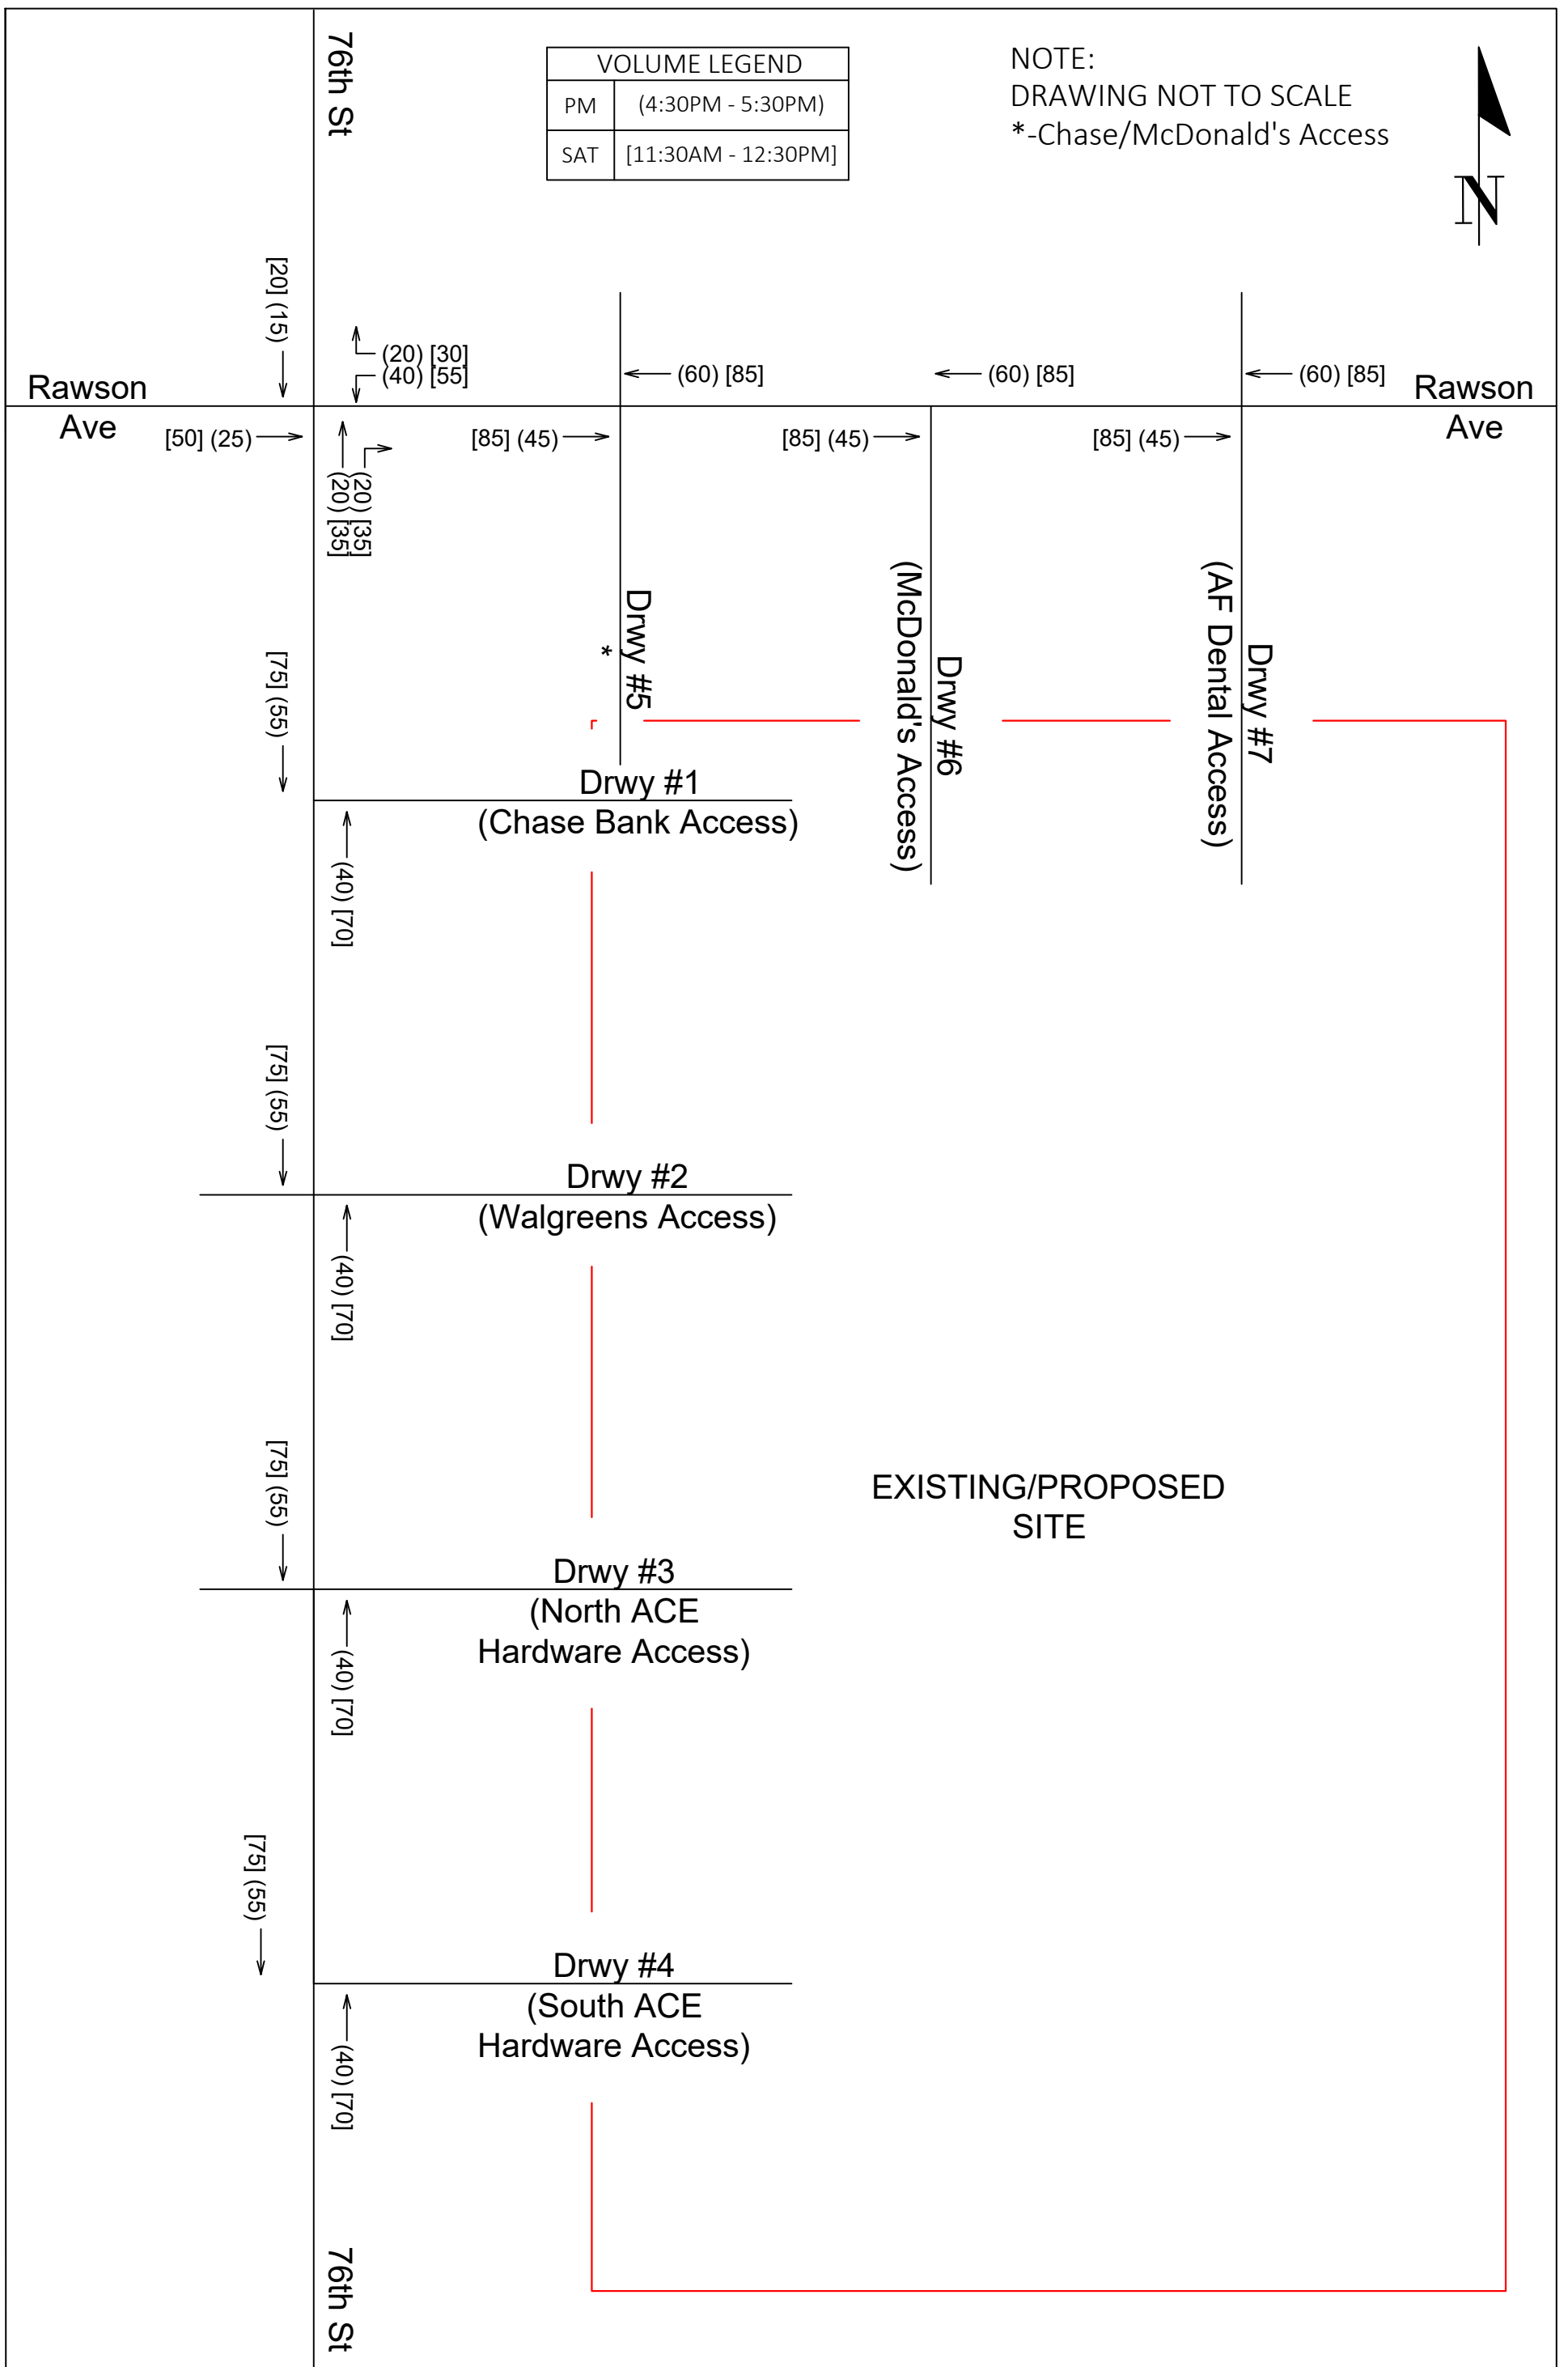 76th St
VOLUME LEGEND
PM (4:30PM - 5:30PM)
SAT [11:30AM - 12:30PM]
NOTE:
DRAWING NOT TO SCALE
*-Chase/McDonald's Access
N
[20] (15)
(20) [30]
(40) [55]
(60) [85]
(60) [85]
(60) [85]
Rawson
Ave
Rawson
Ave
[50] (25)
[85] (45)
[85] (45)
[85] (45)
(20) [35]
(20) [35]
Drwy #5
*
Drwy #6
(McDonald's Access)
Drwy #7
(AF Dental Access)
[75] (55)
Drwy #1
(Chase Bank Access)
(40) [70]
[75] (55)
Drwy #2
(Walgreens Access)
(40) [70]
[75] (55)
EXISTING/PROPOSED
SITE
Drwy #3
(North ACE
Hardware Access)
(40) [70]
[75] (55)
Drwy #4
(South ACE
Hardware Access)
(40) [70]
76th St